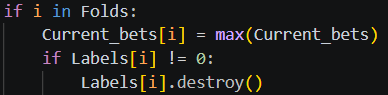 if i in Folds:
    Current_bets[i] = max(Current_bets)
    if Labels[i] != 0:
        Labels[i].destroy()